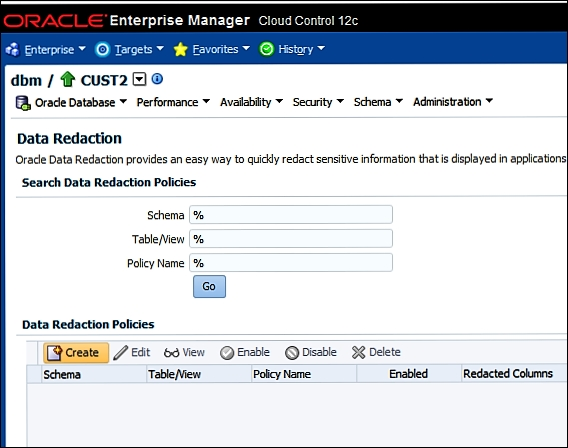 ORACLE Enterprise Manager Cloud Control 12c
Enterprise Targets Favorites History
dbm / CUST2
Oracle Database Performance Availability Security Schema Administration
Data Redaction
Oracle Data Redaction provides an easy way to quickly redact sensitive information that is displayed in applications
Search Data Redaction Policies
Schema %
Table/View %
Policy Name %
Go
Data Redaction Policies
Create Edit View Enable Disable Delete
Schema Table/View Policy Name Enabled Redacted Columns